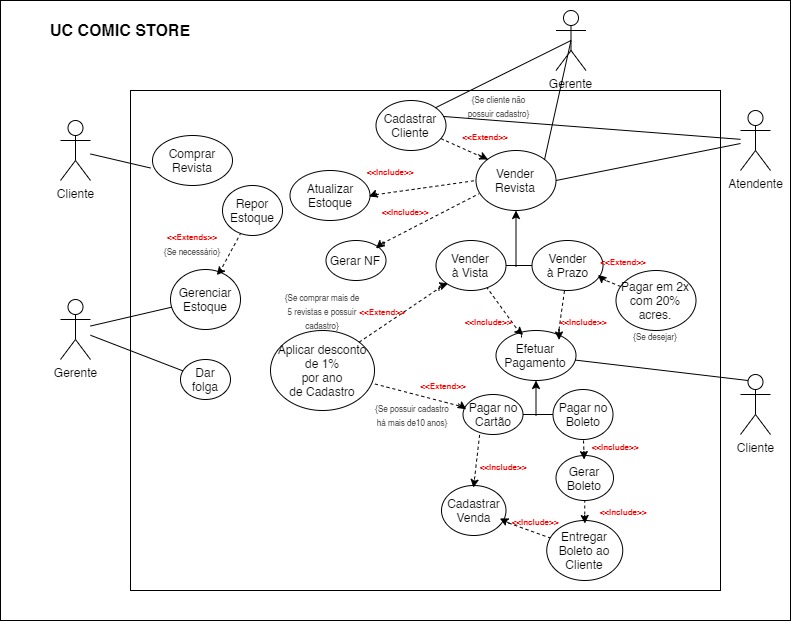 UC COMIC STORE
Gerente
{Se cliente não
possuir cadastro}
Cadastrar
Cliente
<<Extend>>
Cliente
Comprar
Revista
Atendente
<<Include>>
Vender
Revista
Atualizar
Estoque
<<Include>>
Repor
Estoque
<<Extends>>
{Se necessário}
Gerar NF
Vender
à Vista
Vender
à Prazo
<<Extend>>
Gerenciar
Estoque
Pagar em 2x
com 20%
acres.
{Se desejar}
{Se comprar mais de
5 revistas e possuir
cadastro}
<<Extend>>
<<Include>>
<<Include>>
Gerente
Aplicar desconto
de 1%
por ano
de Cadastro
Efetuar
Pagamento
Dar
folga
<<Extend>>
{Se possuir cadastro
há mais de10 anos}
Pagar no
Cartão
Pagar no
Boleto
Cliente
<<Include>>
<<Include>>
Gerar
Boleto
Cadastrar
Venda
<<Include>>
<<Include>>
Entregar
Boleto ao
Cliente